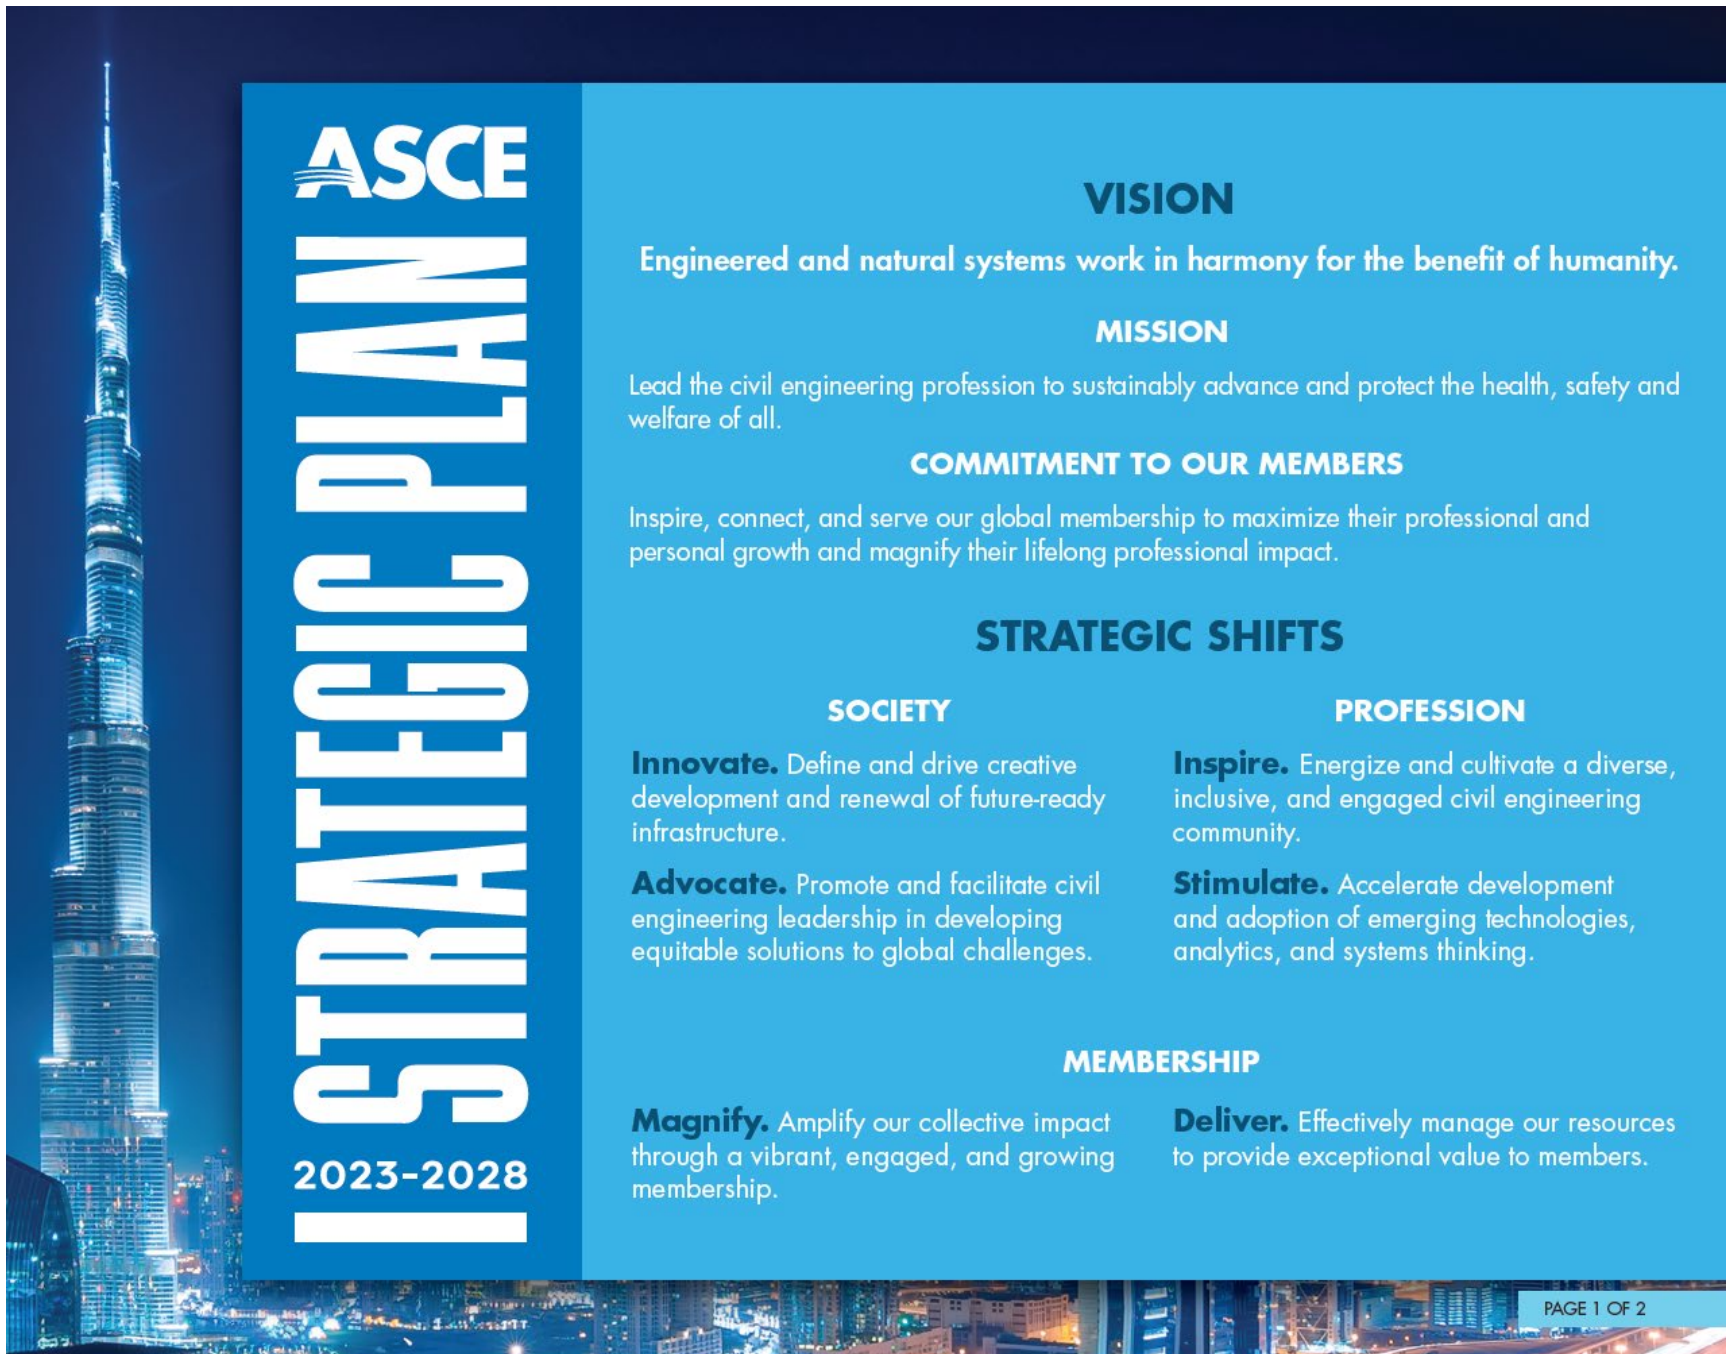 ASCE
STRATEGIC PLAN
2023-2028
VISION
Engineered and natural systems work in harmony for the benefit of humanity.
MISSION
Lead the civil engineering profession to sustainably advance and protect the health, safety and
welfare of all.
COMMITMENT TO OUR MEMBERS
Inspire, connect, and serve our global membership to maximize their professional and
personal growth and magnify their lifelong professional impact.
STRATEGIC SHIFTS
SOCIETY
Innovate. Define and drive creative
development and renewal of future-ready
infrastructure.
Advocate. Promote and facilitate civil
engineering leadership in developing
equitable solutions to global challenges.
PROFESSION
Inspire. Energize and cultivate a diverse,
inclusive, and engaged civil engineering
community.
Stimulate. Accelerate development
and adoption of emerging technologies,
analytics, and systems thinking.
MEMBERSHIP
Magnify. Amplify our collective impact
through a vibrant, engaged, and growing
membership.
Deliver. Effectively manage our resources
to provide exceptional value to members.
PAGE 1 OF 2